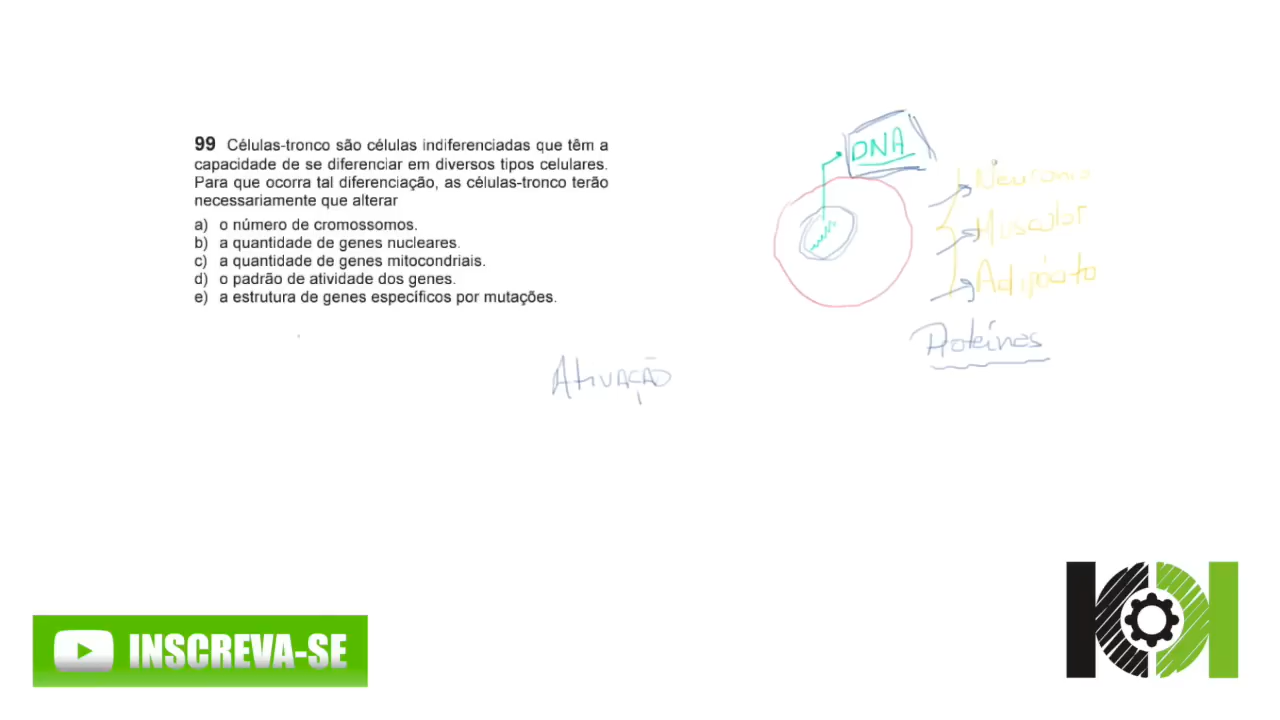 99 Células-tronco são células indiferenciadas que têm a
capacidade de se diferenciar em diversos tipos celulares.
Para que ocorra tal diferenciação, as células-tronco terão
necessariamente que alterar
a) o número de cromossomos.
b) a quantidade de genes nucleares.
c) a quantidade de genes mitocondriais.
d) o padrão de atividade dos genes.
e) a estrutura de genes específicos por mutações.
DNA
Neuronio
Muscular
Adipócito
Proteínas
Ativação
INSCREVA-SE